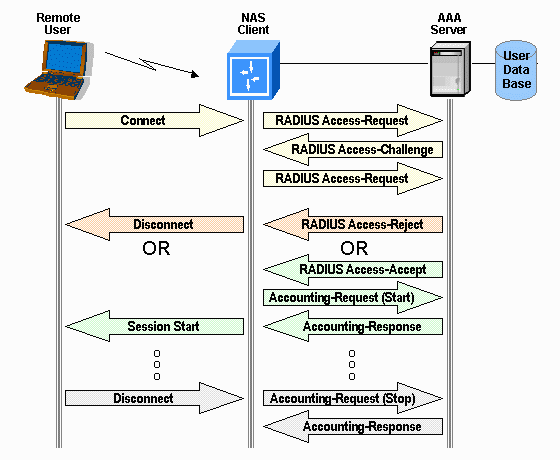 Remote
User
NAS
Client
AAA
Server
User
Data
Base
Connect
RADIUS Access-Request
RADIUS Access-Challenge
RADIUS Access-Request
Disconnect
RADIUS Access-Reject
OR
OR
RADIUS Access-Accept
Accounting-Request (Start)
Session Start
Accounting-Response
Disconnect
Accounting-Request (Stop)
Accounting-Response